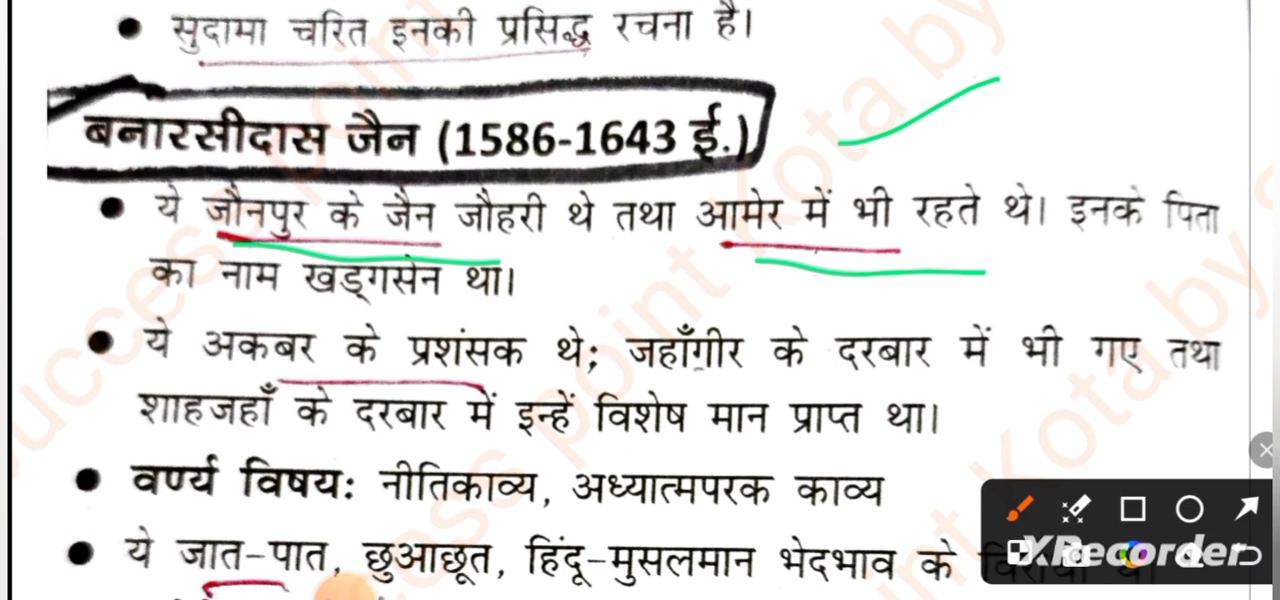 • सुदामा चरित इनकी प्रसिद्ध रचना है।
बनारसीदास जैन (1586-1643 ई.)
• ये जौनपुर के जैन जौहरी थे तथा आमेर में भी रहते थे। इनके पिता
का नाम खड्गसेन था।
• ये अकबर के प्रशंसक थे; जहाँगीर के दरबार में भी गए तथा
शाहजहाँ के दरबार में इन्हें विशेष मान प्राप्त था।
• वर्ण्य विषय: नीतिकाव्य, अध्यात्मपरक काव्य
• ये जात-पात, छुआछूत, हिंदू-मुसलमान भेदभाव के
XRecorder